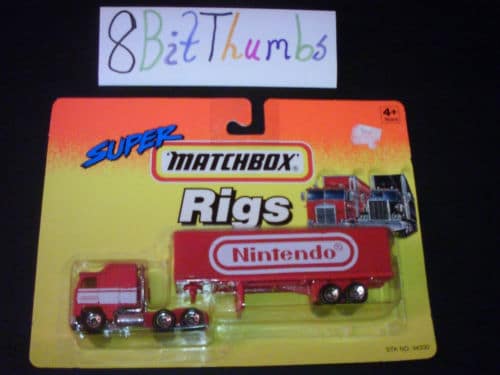 8BitThumbs
4+
SUPER
MATCHBOX®
Rigs
Nintendo®